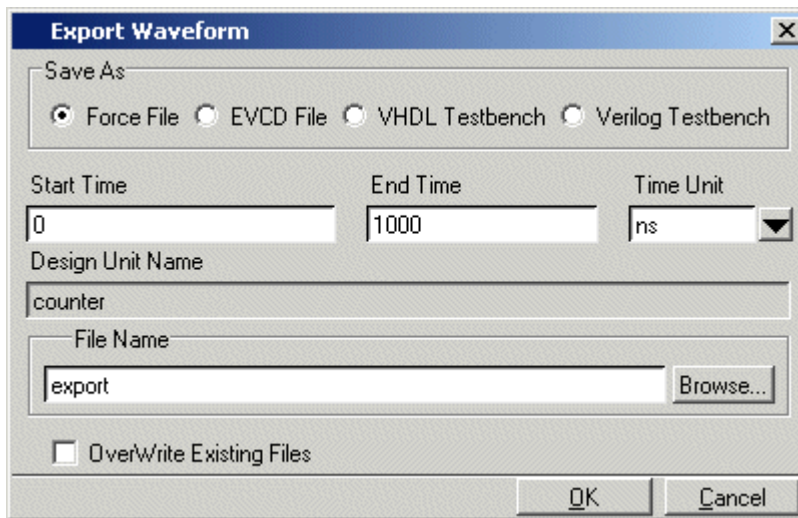 Export Waveform
Save As
Force File EVCD File VHDL Testbench Verilog Testbench
Start Time End Time Time Unit
0 1000 ns
Design Unit Name
counter
File Name
export Browse...
OverWrite Existing Files
OK Cancel